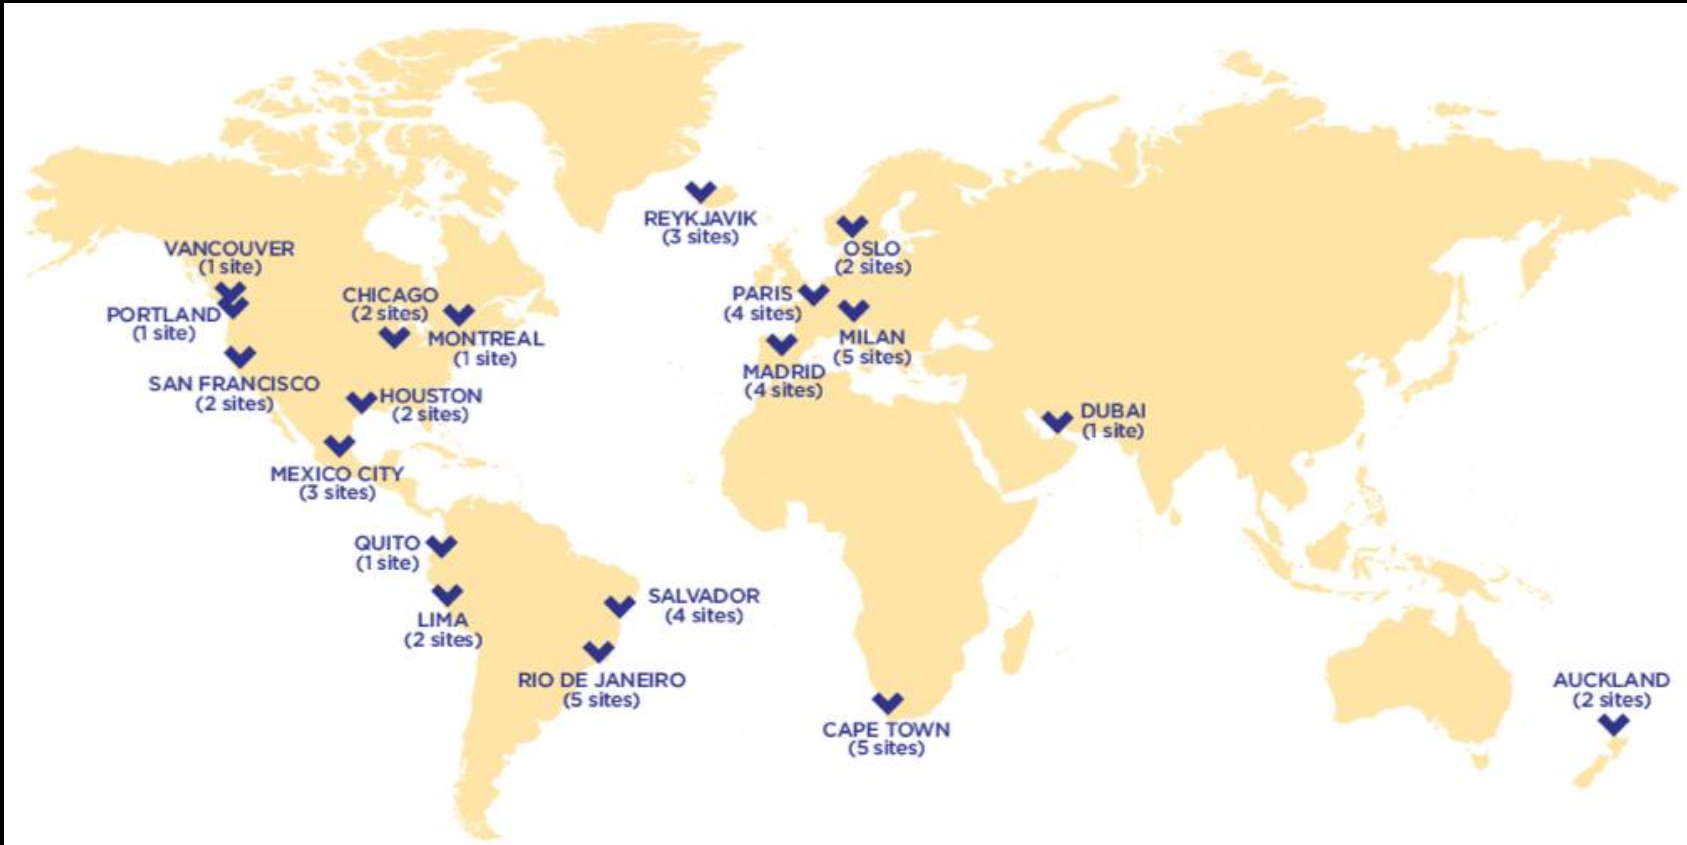 REYKJAVIK
(3 sites)
OSLO
(2 sites)
VANCOUVER
(1 site)
PORTLAND
(1 site)
CHICAGO
(2 sites)
MONTREAL
(1 site)
PARIS
(4 sites)
MILAN
(5 sites)
MADRID
(4 sites)
SAN FRANCISCO
(2 sites)
HOUSTON
(2 sites)
DUBAI
(1 site)
MEXICO CITY
(3 sites)
QUITO
(1 site)
LIMA
(2 sites)
SALVADOR
(4 sites)
RIO DE JANEIRO
(5 sites)
CAPE TOWN
(5 sites)
AUCKLAND
(2 sites)